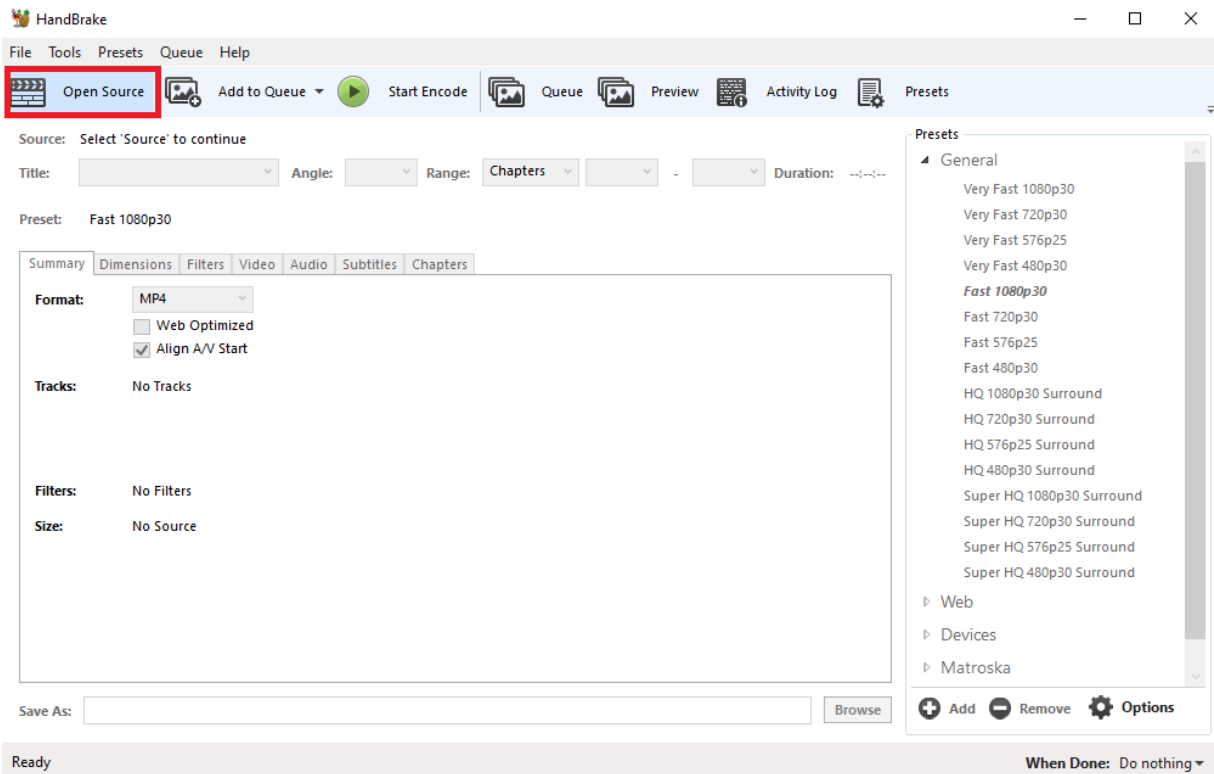 HandBrake
File Tools Presets Queue Help
Open Source Add to Queue Start Encode Queue Preview Activity Log Presets
Source: Select 'Source' to continue
Title: Angle: Range: Chapters - Duration: --:--:--
Preset: Fast 1080p30
Summary Dimensions Filters Video Audio Subtitles Chapters
Format: MP4
Web Optimized
Align A/V Start
Tracks: No Tracks
Filters: No Filters
Size: No Source
Save As: Browse
Presets
General
Very Fast 1080p30
Very Fast 720p30
Very Fast 576p25
Very Fast 480p30
Fast 1080p30
Fast 720p30
Fast 576p25
Fast 480p30
HQ 1080p30 Surround
HQ 720p30 Surround
HQ 576p25 Surround
HQ 480p30 Surround
Super HQ 1080p30 Surround
Super HQ 720p30 Surround
Super HQ 576p25 Surround
Super HQ 480p30 Surround
Web
Devices
Matroska
Add Remove Options
Ready When Done: Do nothing